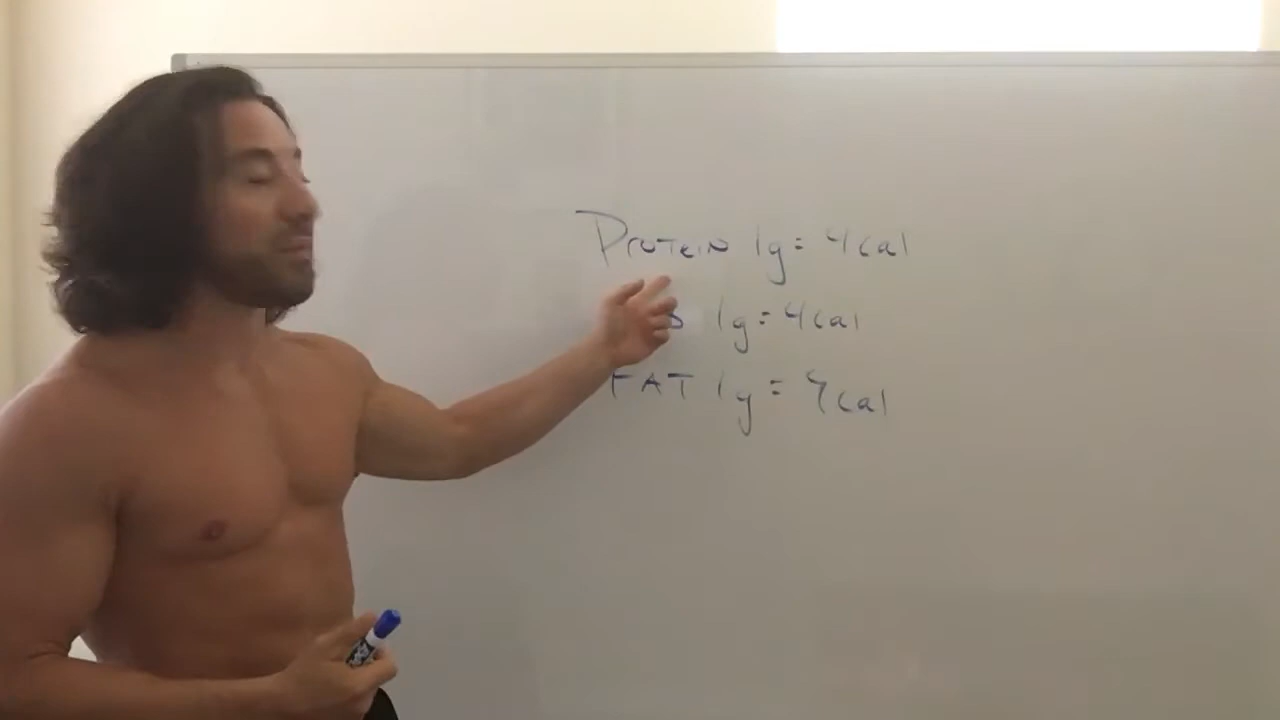 Protein 1g = 4cal
1g = 4cal
FAT 1g = 9cal